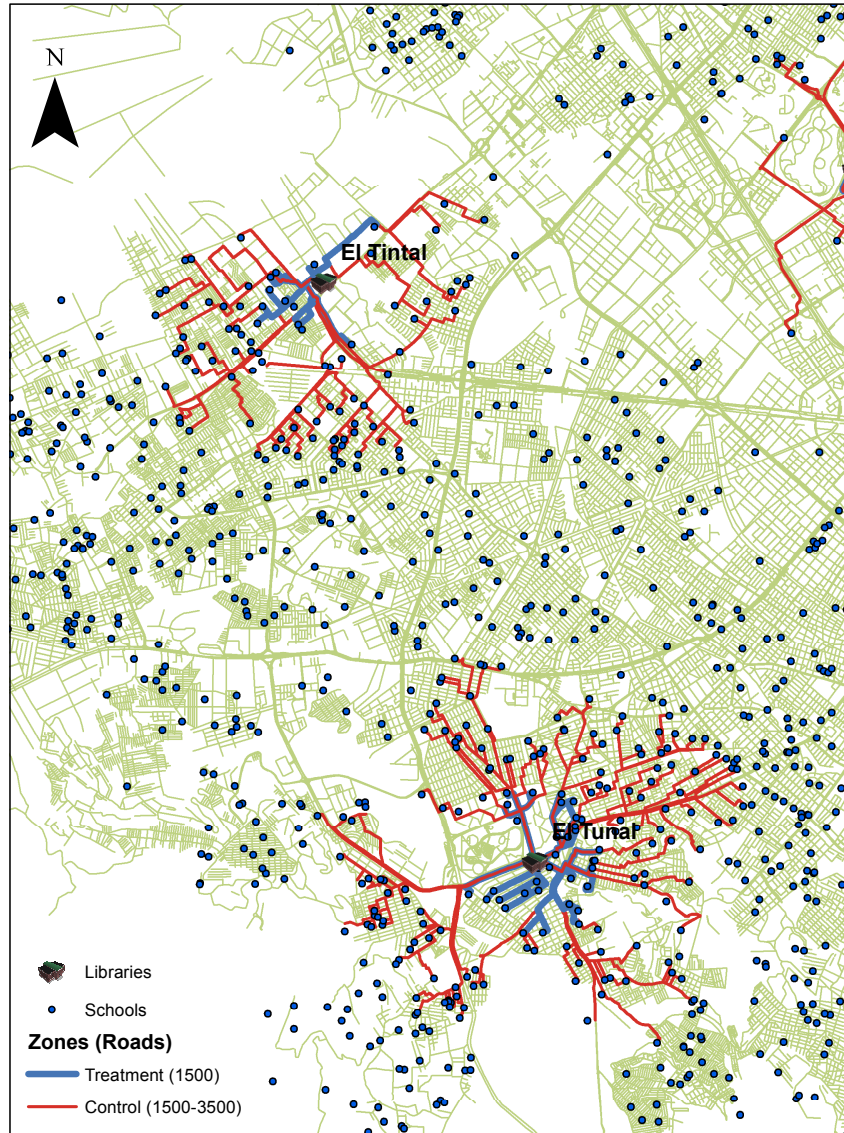 N
El Tintal
El Tunal
Libraries
Schools
Zones (Roads)
Treatment (1500)
Control (1500-3500)